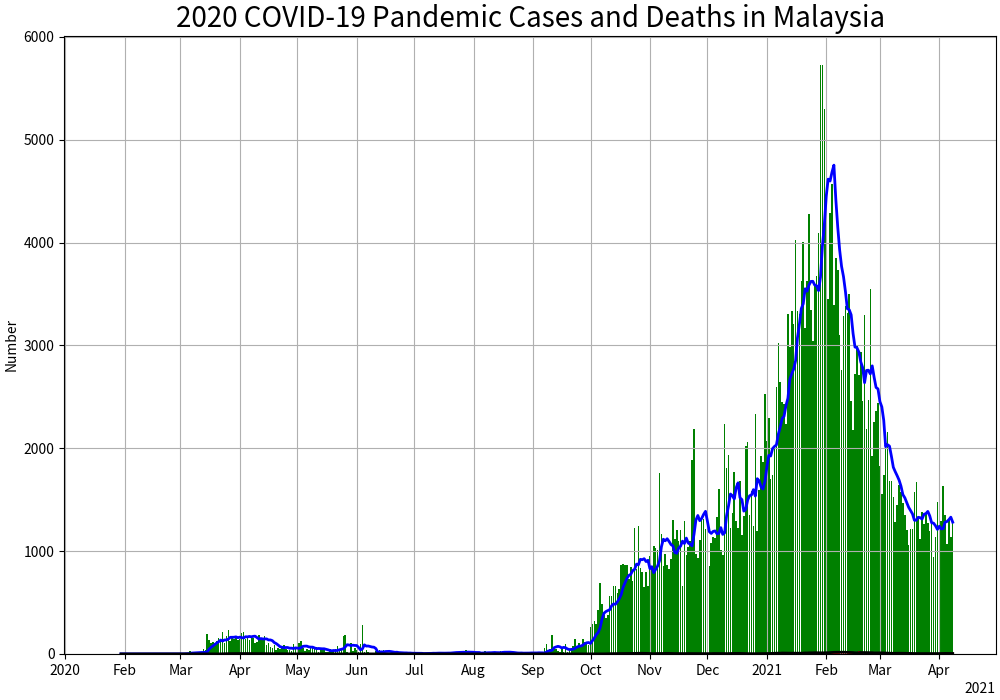 2020 COVID-19 Pandemic Cases and Deaths in Malaysia
6000
5000
4000
3000
2000
1000
0
Number
2020 Feb Mar Apr May Jun Jul Aug Sep Oct Nov Dec 2021 Feb Mar Apr
2021